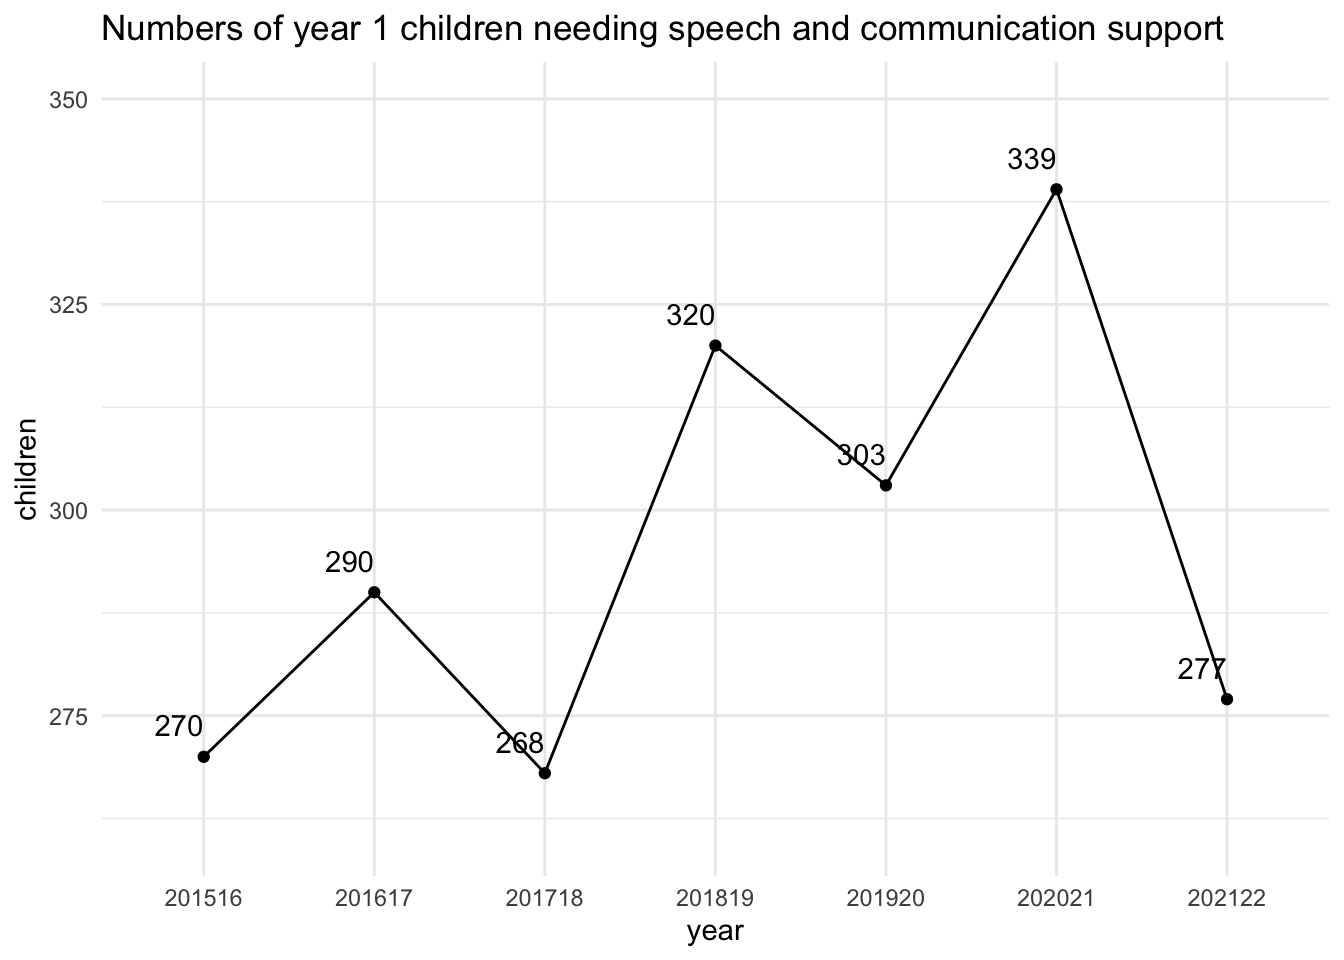 Numbers of year 1 children needing speech and communication support
350
339
325
320
303
children
300
290
277
275
270
268
201516 201617 201718 201819 201920 202021 202122
year